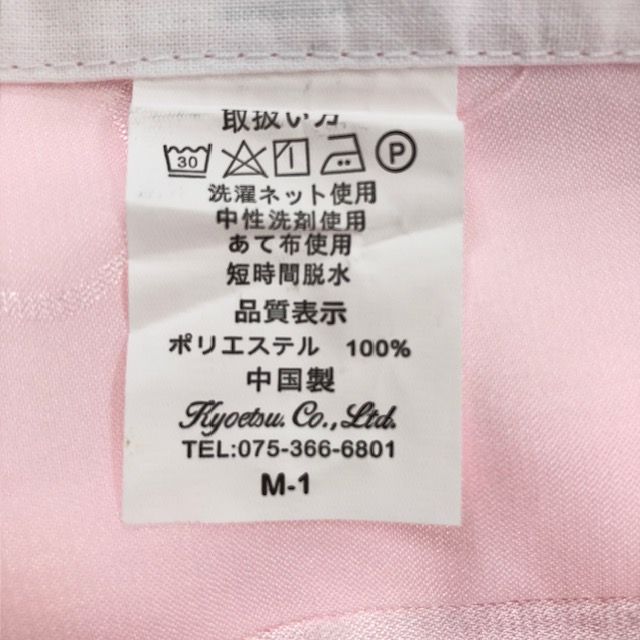 取扱い方
30 P
洗濯ネット使用
中性洗剤使用
あて布使用
短時間脱水
品質表示
ポリエステル 100%
中国製
Kyoetsu. Co., Ltd.
TEL:075-366-6801
M-1